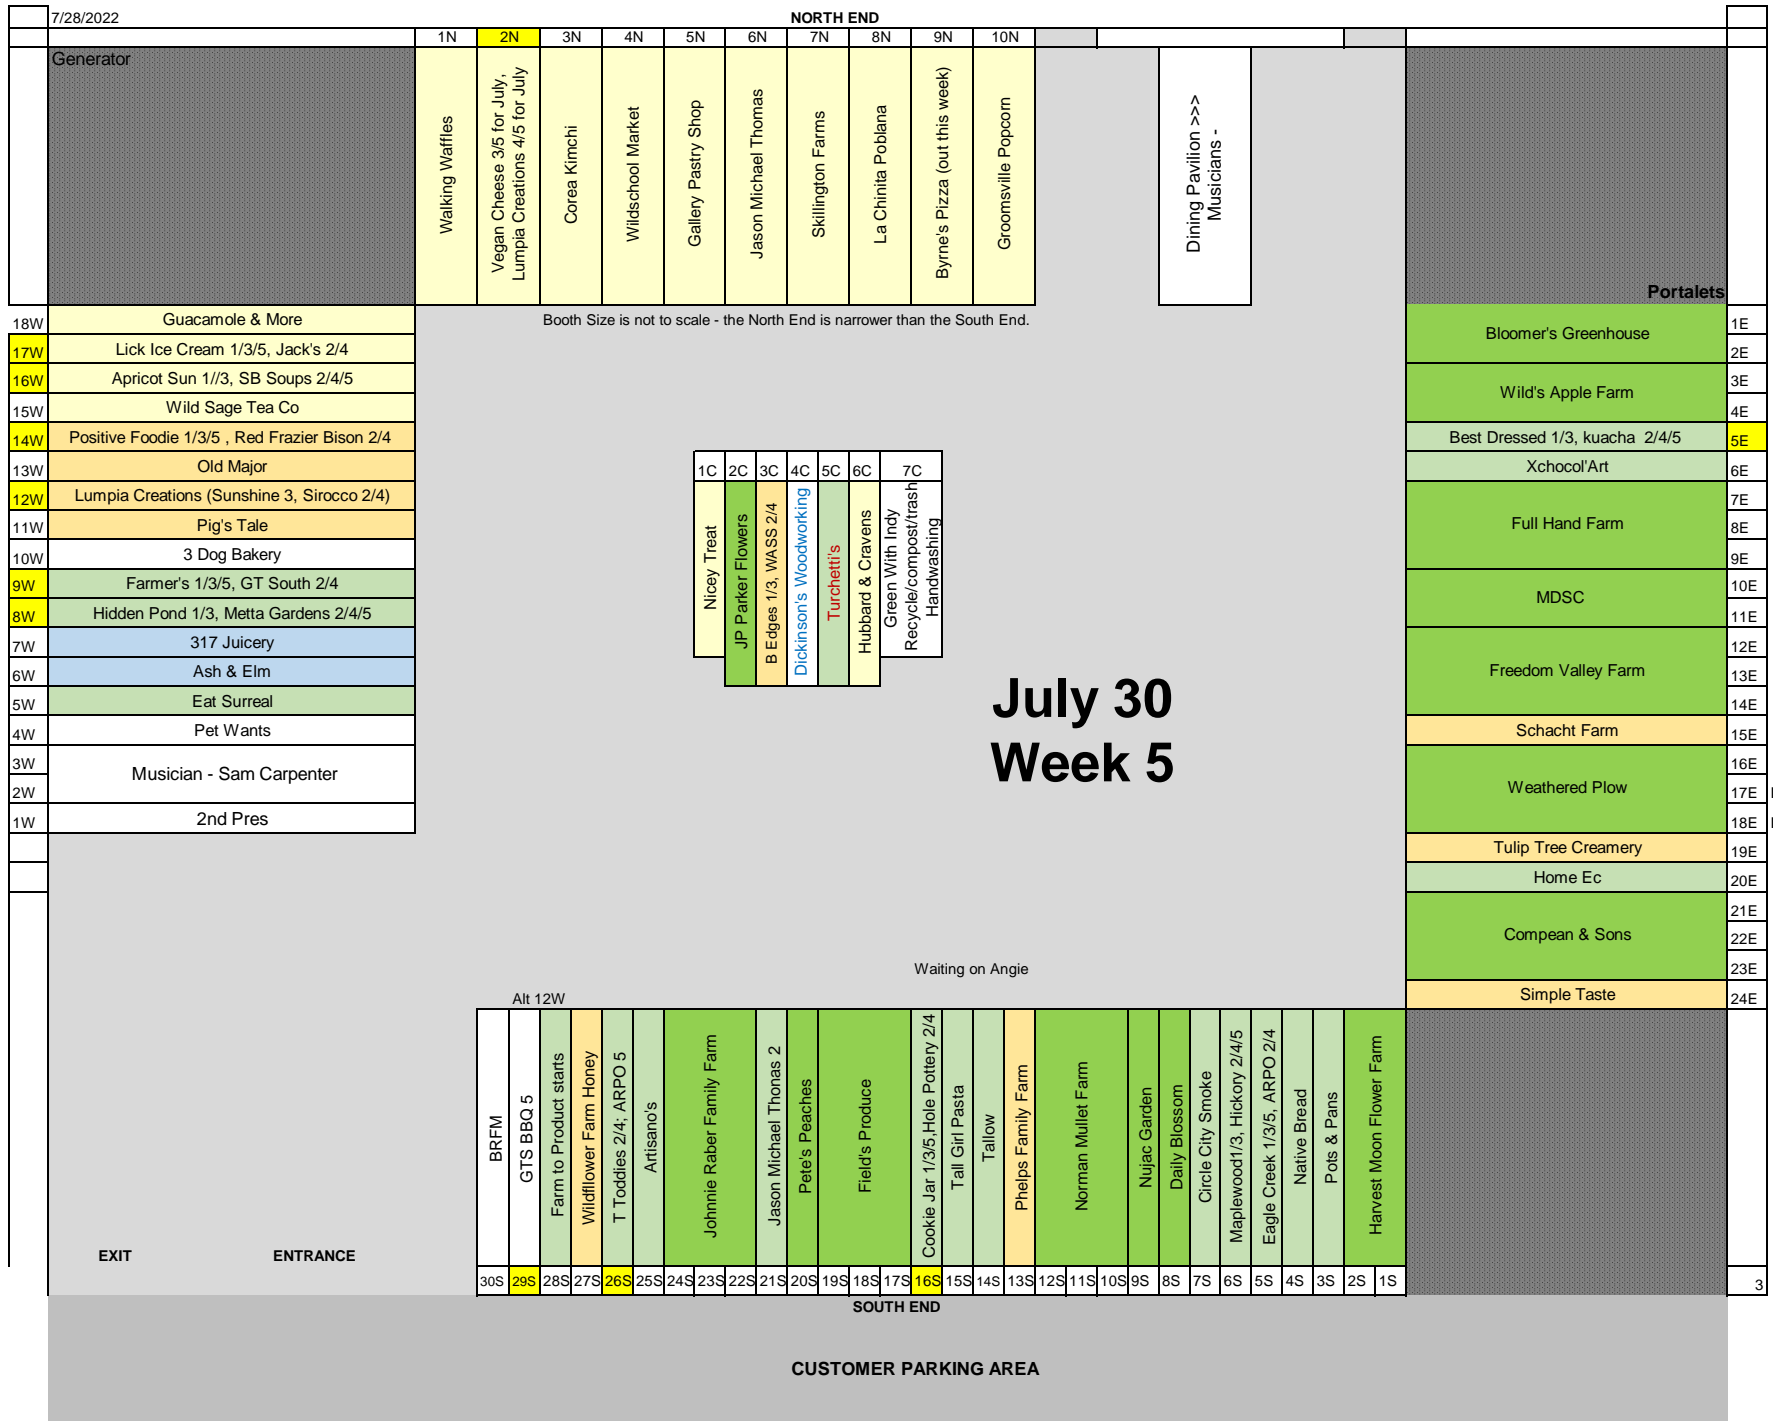 7/28/2022
NORTH END
1N
2N
3N
4N
5N
6N
7N
8N
9N
10N
Generator
Walking Waffles
Vegan Cheese 3/5 for July,
Lumpia Creations 4/5 for July
Corea Kimchi
Wildschool Market
Gallery Pastry Shop
Jason Michael Thomas
Skillington Farms
La Chinita Poblana
Byrne's Pizza (out this week)
Groomsville Popcorn
Dining Pavilion >>>
Musicians -
Portalets
Booth Size is not to scale - the North End is narrower than the South End.
18W Guacamole & More
17W Lick Ice Cream 1/3/5, Jack's 2/4
16W Apricot Sun 1//3, SB Soups 2/4/5
15W Wild Sage Tea Co
14W Positive Foodie 1/3/5 , Red Frazier Bison 2/4
13W Old Major
12W Lumpia Creations (Sunshine 3, Sirocco 2/4)
11W Pig's Tale
10W 3 Dog Bakery
9W Farmer's 1/3/5, GT South 2/4
8W Hidden Pond 1/3, Metta Gardens 2/4/5
7W 317 Juicery
6W Ash & Elm
5W Eat Surreal
4W Pet Wants
3W
Musician - Sam Carpenter
2W
1W 2nd Pres
1C
2C
3C
4C
5C
6C
7C
Nicey Treat
JP Parker Flowers
B Edges 1/3, WASS 2/4
Dickinson's Woodworking
Turchetti's
Hubbard & Cravens
Green With Indy
Recycle/compost/trash
Handwashing
July 30
Week 5
Bloomer's Greenhouse
1E
2E
Wild's Apple Farm
3E
4E
Best Dressed 1/3, kuacha 2/4/5 5E
Xchocol'Art 6E
7E
Full Hand Farm 8E
9E
MDSC
10E
11E
12E
Freedom Valley Farm 13E
14E
Schacht Farm 15E
16E
Weathered Plow 17E
18E
Tulip Tree Creamery 19E
Home Ec 20E
21E
Compean & Sons 22E
23E
Simple Taste 24E
Waiting on Angie
Alt 12W
BRFM
GTS BBQ 5
Farm to Product starts
Wildfllower Farm Honey
T Toddies 2/4; ARPO 5
Artisano's
Johnnie Raber Family Farm
Jason Michael Thonas 2
Pete's Peaches
Field's Produce
Cookie Jar 1/3/5,Hole Pottery 2/4
Tall Girl Pasta
Tallow
Phelps Family Farm
Norman Mullet Farm
Nujac Garden
Daily Blossom
Circle City Smoke
Maplewood1/3, Hickory 2/4/5
Eagle Creek 1/3/5, ARPO 2/4
Native Bread
Pots & Pans
Harvest Moon Flower Farm
EXIT
ENTRANCE
30S
29S
28S
27S
26S
25S
24S
23S
22S
21S
20S
19S
18S
17S
16S
15S
14S
13S
12S
11S
10S
9S
8S
7S
6S
5S
4S
3S
2S
1S
3
SOUTH END
CUSTOMER PARKING AREA